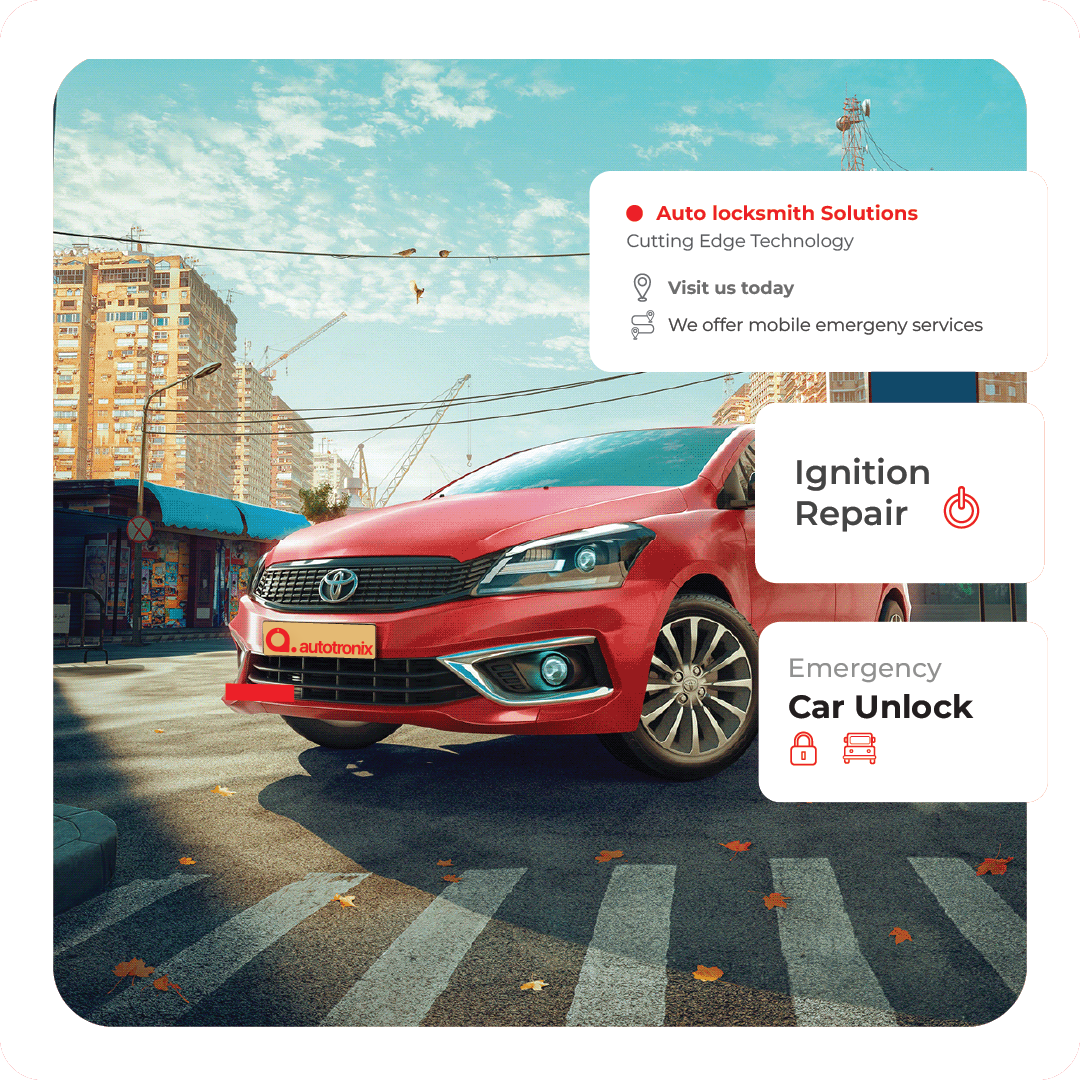 Auto locksmith Solutions
Cutting Edge Technology
Visit us today
We offer mobile emergeny services
Ignition
Repair
a. autotronix
Emergency
Car Unlock